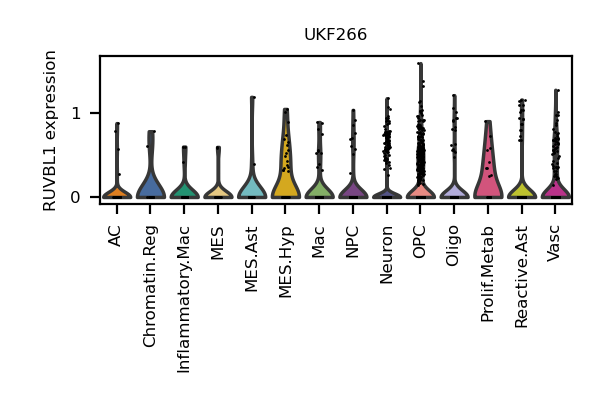 UKF266
RUVBL1 expression
1
0
AC
Chromatin.Reg
Inflammatory.Mac
MES
MES.Ast
MES.Hyp
Mac
NPC
Neuron
OPC
Oligo
Prolif.Metab
Reactive.Ast
Vasc